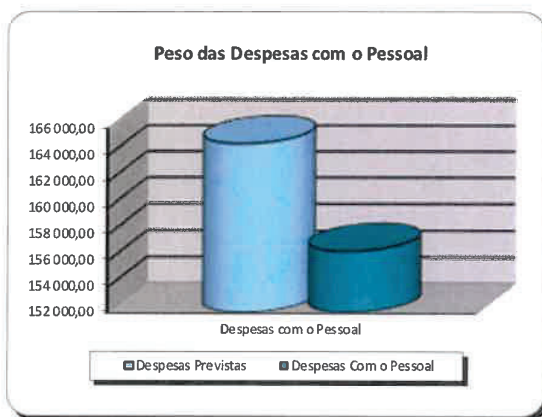 Peso das Despesas com o Pessoal
166 000,00
164 000,00
162 000,00
160 000,00
158 000,00
156 000,00
154 000,00
152 000,00
Despesas com o Pessoal
Despesas Previstas Despesas Com o Pessoal